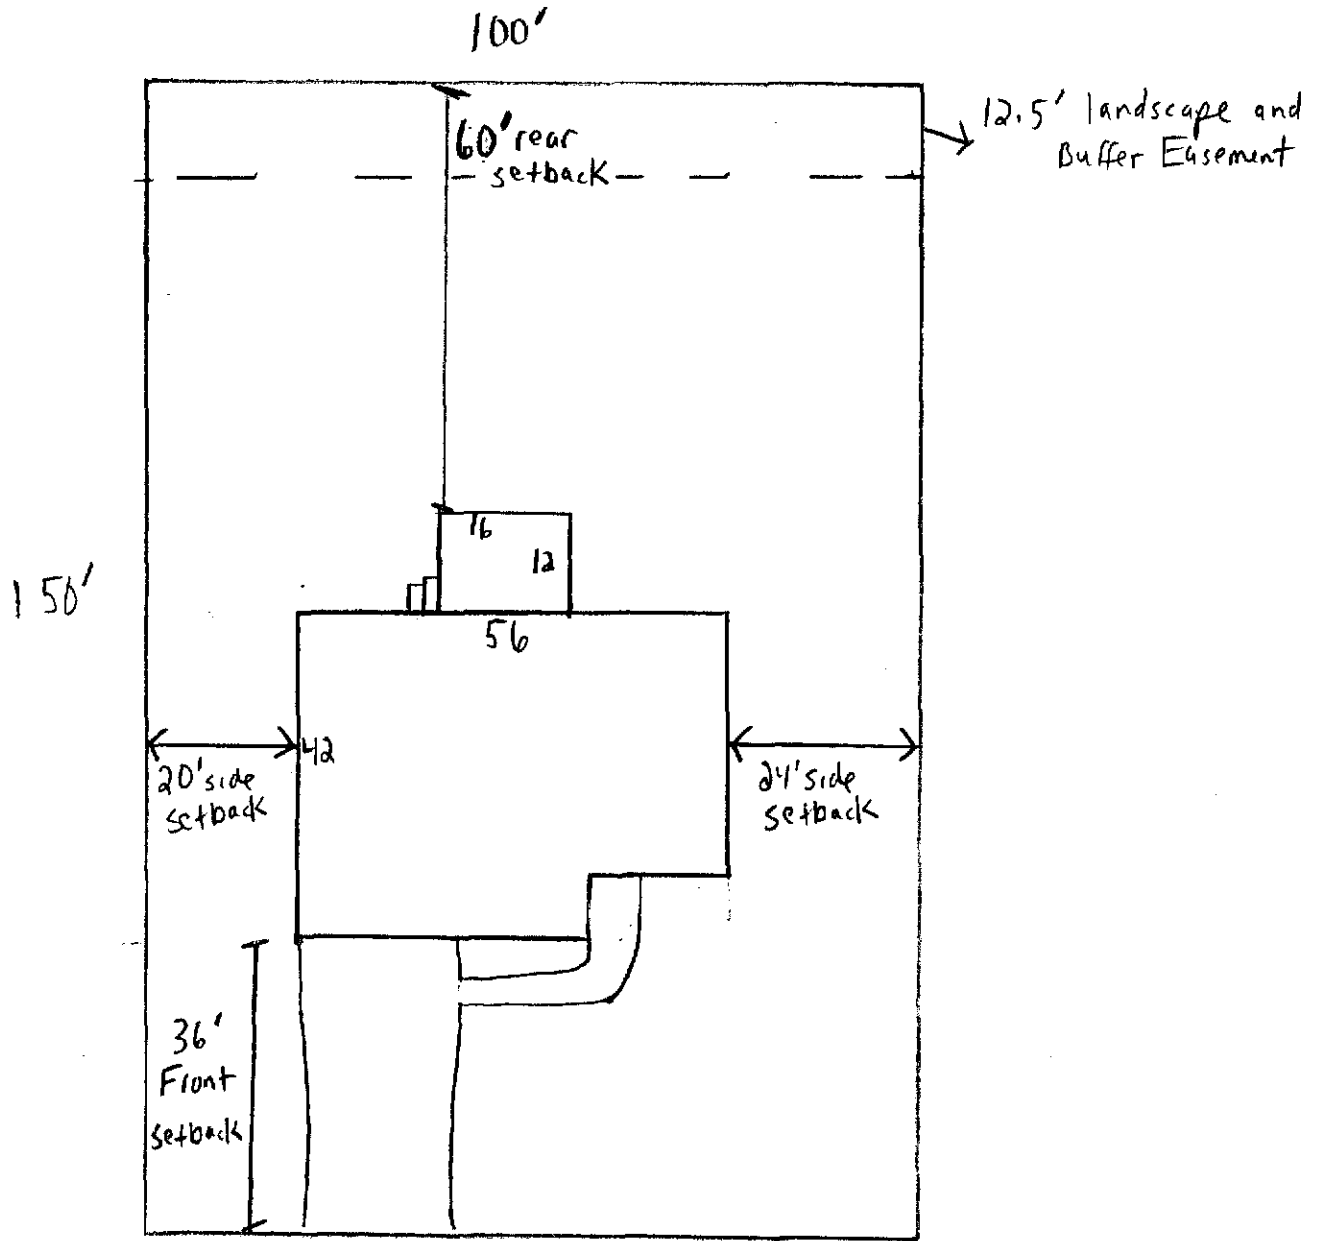 100'
12.5' landscape and
Buffer Easement
60' rear
setback
16
12
150'
56
42
20' side
setback
24' side
setback
36'
Front
setback